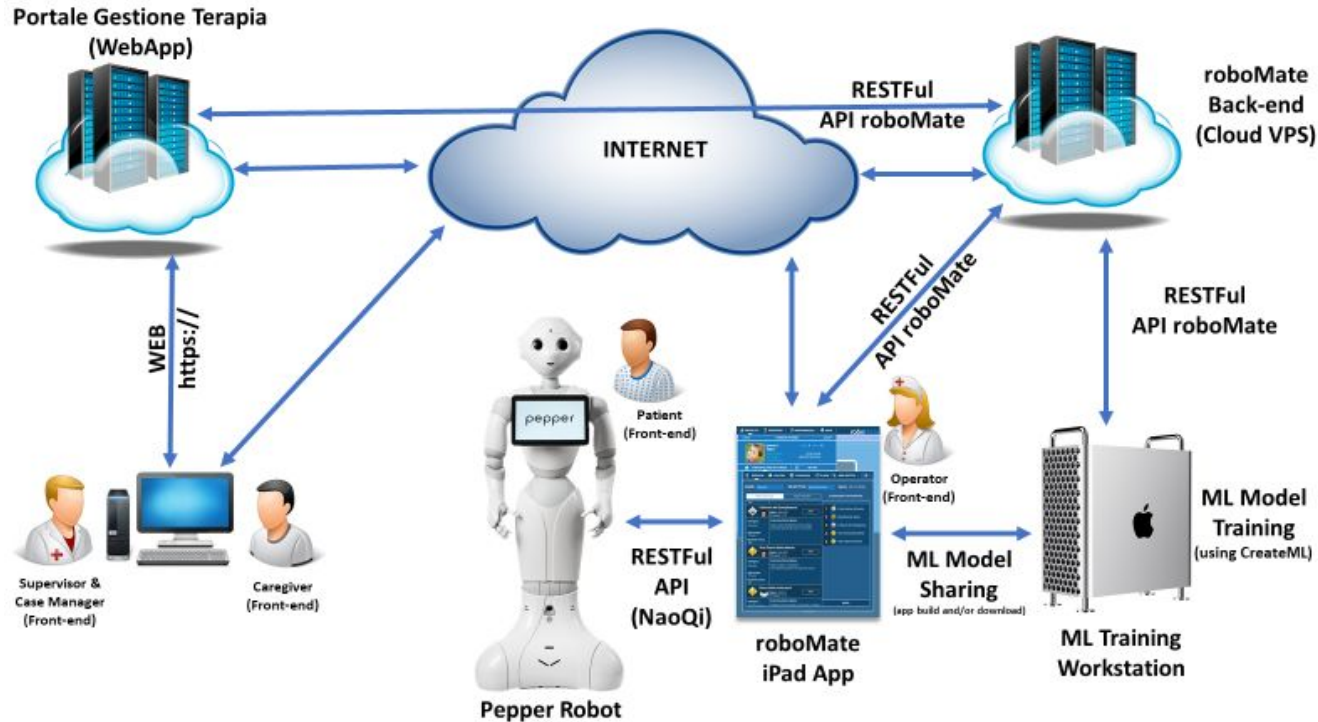 Portale Gestione Terapia
(WebApp)
RESTFul
API roboMate
roboMate
Back-end
(Cloud VPS)
INTERNET
WEB
https://
RESTFul
API roboMate
RESTFul
API roboMate
Patient
(Front-end)
pepper
Operator
(Front-end)
Supervisor &
Case Manager
(Front-end)
Caregiver
(Front-end)
RESTFul
API
(NaoQi)
ML Model
Sharing
(app build and/or download)
ML Model
Training
(using CreateML)
roboMate
iPad App
ML Training
Workstation
Pepper Robot